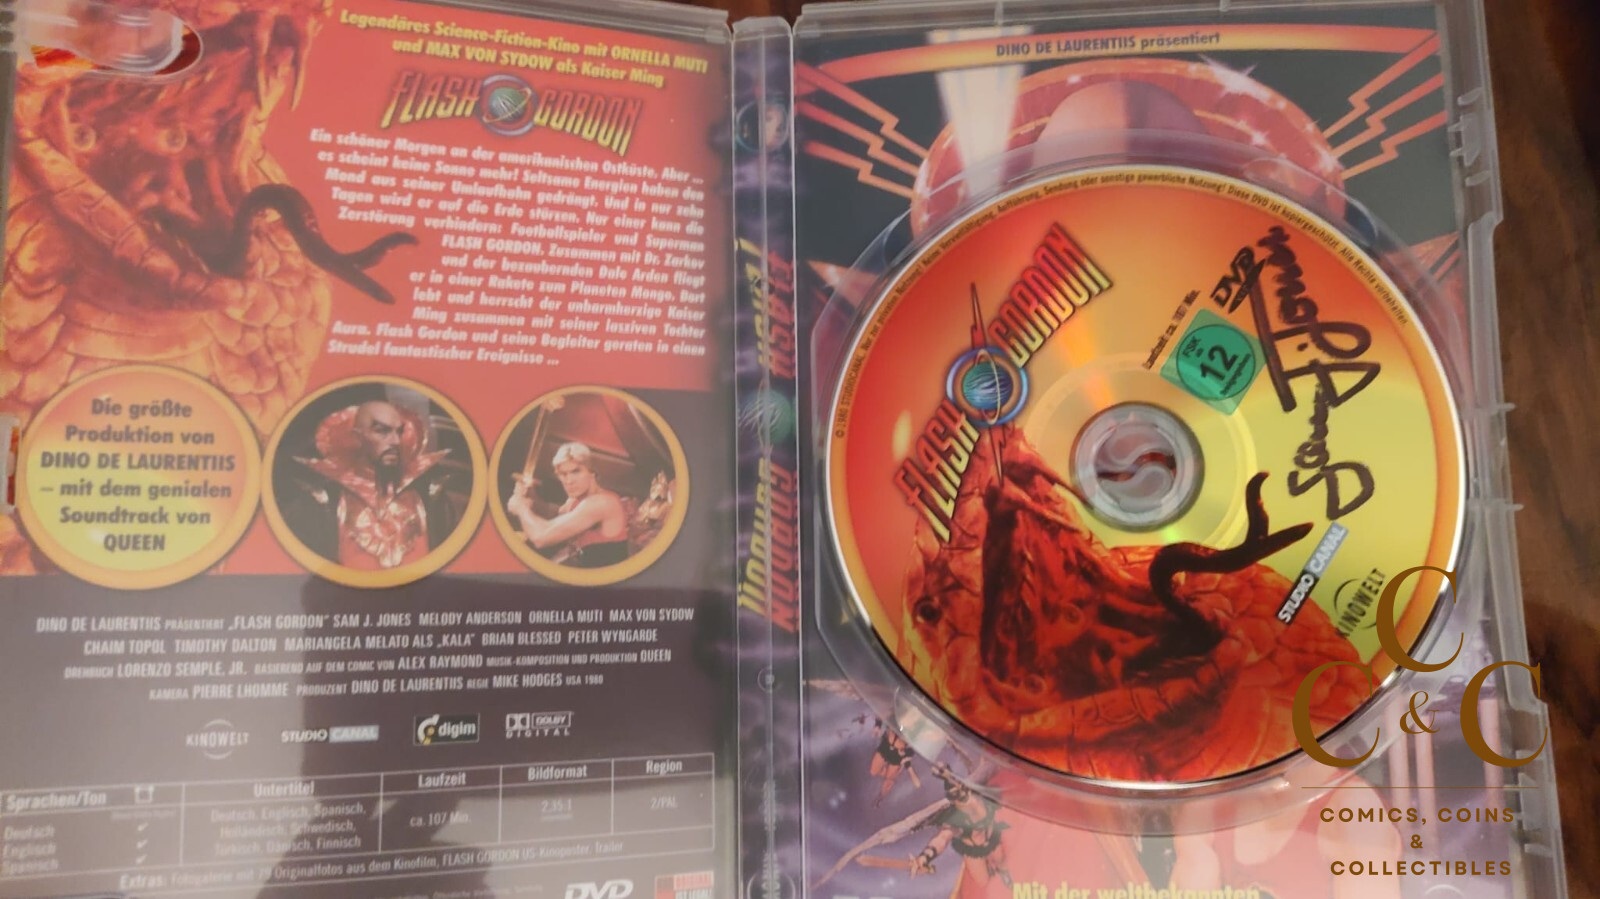 Legendäres Science-Fiction-Kino mit ORNELLA MUTI
und MAX VON SYDOW als Kaiser Ming
FLASH GORDON
Ein schöner Morgen an der amerikanischen Ostküste. Aber ...
es scheint keine Sonne mehr! Seltsame Energien haben den
Mond aus seiner Umlaufbahn gedrängt. Und in nur zehn
Tagen wird er auf die Erde stürzen. Nur einer kann die
Zerstörung verhindern: Footballspieler und Superman
FLASH GORDON. Zusammen mit Dr. Zarkov
und der bezaubernden Dale Arden fliegt
er in einer Rakete zum Planeten Mongo. Dort
lebt und herrscht der unbarmherzige Kaiser
Ming zusammen mit seiner lasziven Tochter
Aura. Flash Gordon und seine Begleiter geraten in einen
Strudel fantastischer Ereignisse ...
Die größte
Produktion von
DINO DE LAURENTIIS
– mit dem genialen
Soundtrack von
QUEEN
DINO DE LAURENTIIS PRÄSENTIERT „FLASH GORDON" SAM J. JONES MELODY ANDERSON ORNELLA MUTI MAX VON SYDOW
CHAIM TOPOL TIMOTHY DALTON MARIANGELA MELATO ALS „KALA" BRIAN BLESSED PETER WYNGARDE
DREHBUCH LORENZO SEMPLE, JR. BASIEREND AUF DEM COMIC VON ALEX RAYMOND MUSIK-KOMPOSITION UND PRODUKTION QUEEN
KAMERA PIERRE LHOMME PRODUZENT DINO DE LAURENTIIS REGIE MIKE HODGES USA 1980
KINOWELT STUDIO CANAL digim DOLBY DIGITAL
Sprachen/Ton Untertitel Laufzeit Bildformat Region
Deutsch
Englisch
Spanisch
Deutsch, Englisch, Spanisch,
Holländisch, Schwedisch,
Türkisch, Dänisch, Finnisch
ca. 107 Min.
2,35:1
2/PAL
Extras: Fotogalerie mit 29 Originalfotos aus dem Kinofilm, FLASH GORDON US-Kinoposter, Trailer
DVD
FLASH GORDON
KINOWELT
DINO DE LAURENTIIS präsentiert
FLASH GORDON
DVD
Laufzeit: ca. 107 Min.
FSK
12
Sam J Jones
STUDIO CANAL
KINOWELT
Mit der weltbekannten
C
C & C
COMICS, COINS
&
COLLECTIBLES